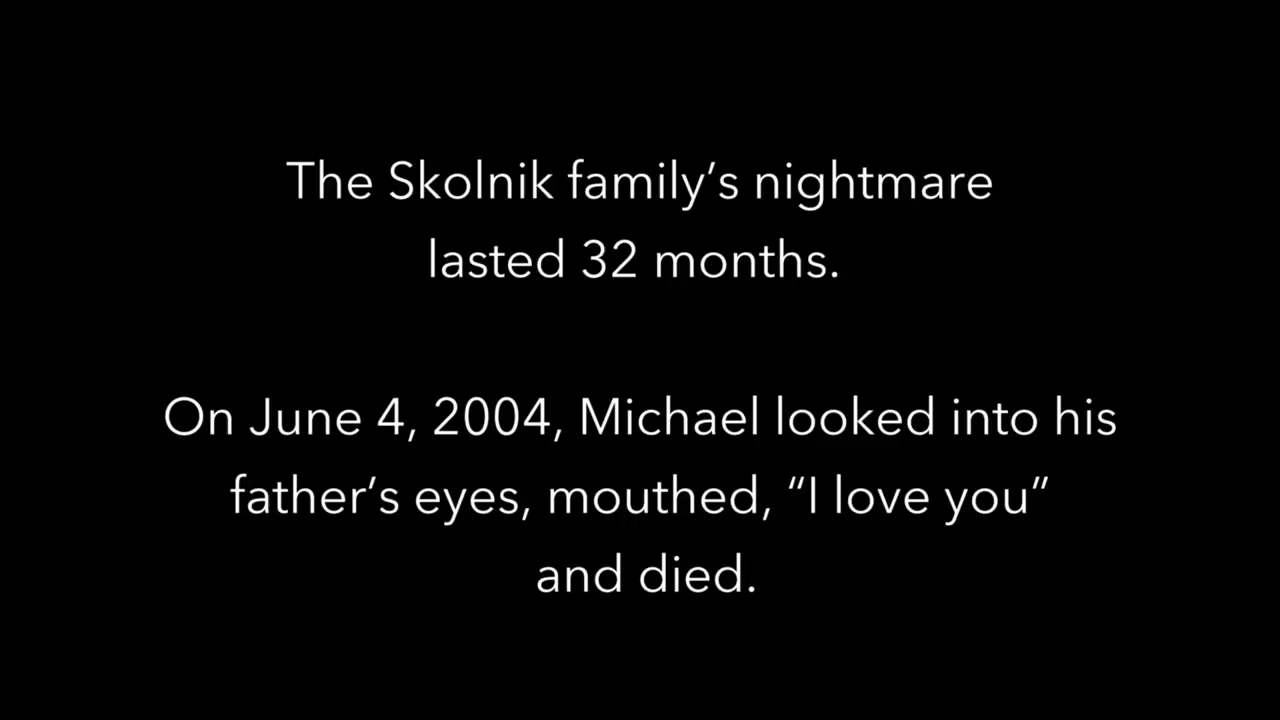 The Skolnik family’s nightmare
lasted 32 months.
On June 4, 2004, Michael looked into his
father’s eyes, mouthed, “I love you”
and died.